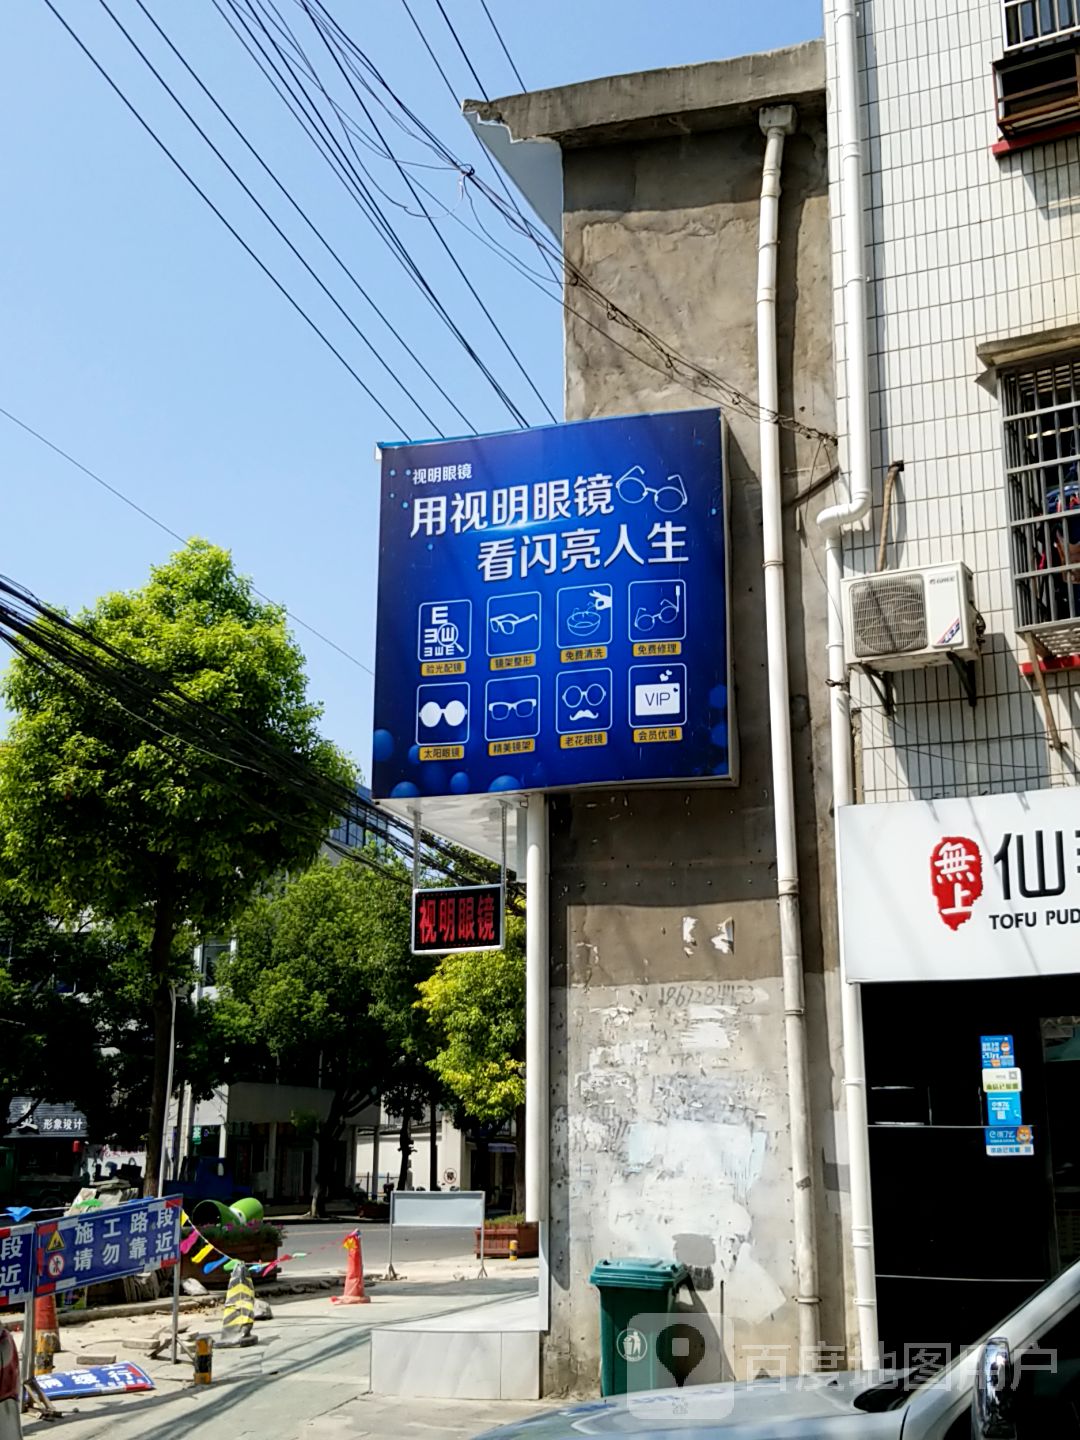 视明眼镜
用视明眼镜
看闪亮人生
验光配镜
镜架整形
免费清洗
免费修理
太阳眼镜
精美镜架
老花眼镜
VIP
会员优惠
视明眼镜
無上
仙
TOFU PUD
GREE
形象设计
施工路段
请勿靠近
段
近
百度地图用户